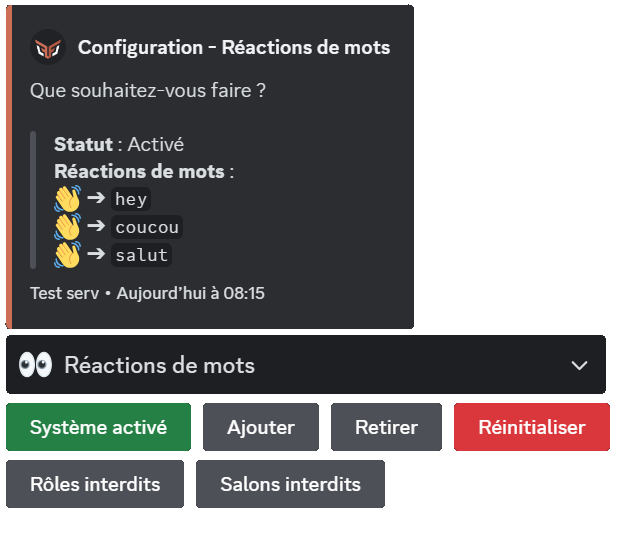 Configuration - Réactions de mots
Que souhaitez-vous faire ?
Statut : Activé
Réactions de mots :
👋 ➔ hey
👋 ➔ coucou
👋 ➔ salut
Test serv • Aujourd’hui à 08:15
👀 Réactions de mots
Système activé Ajouter Retirer Réinitialiser
Rôles interdits Salons interdits